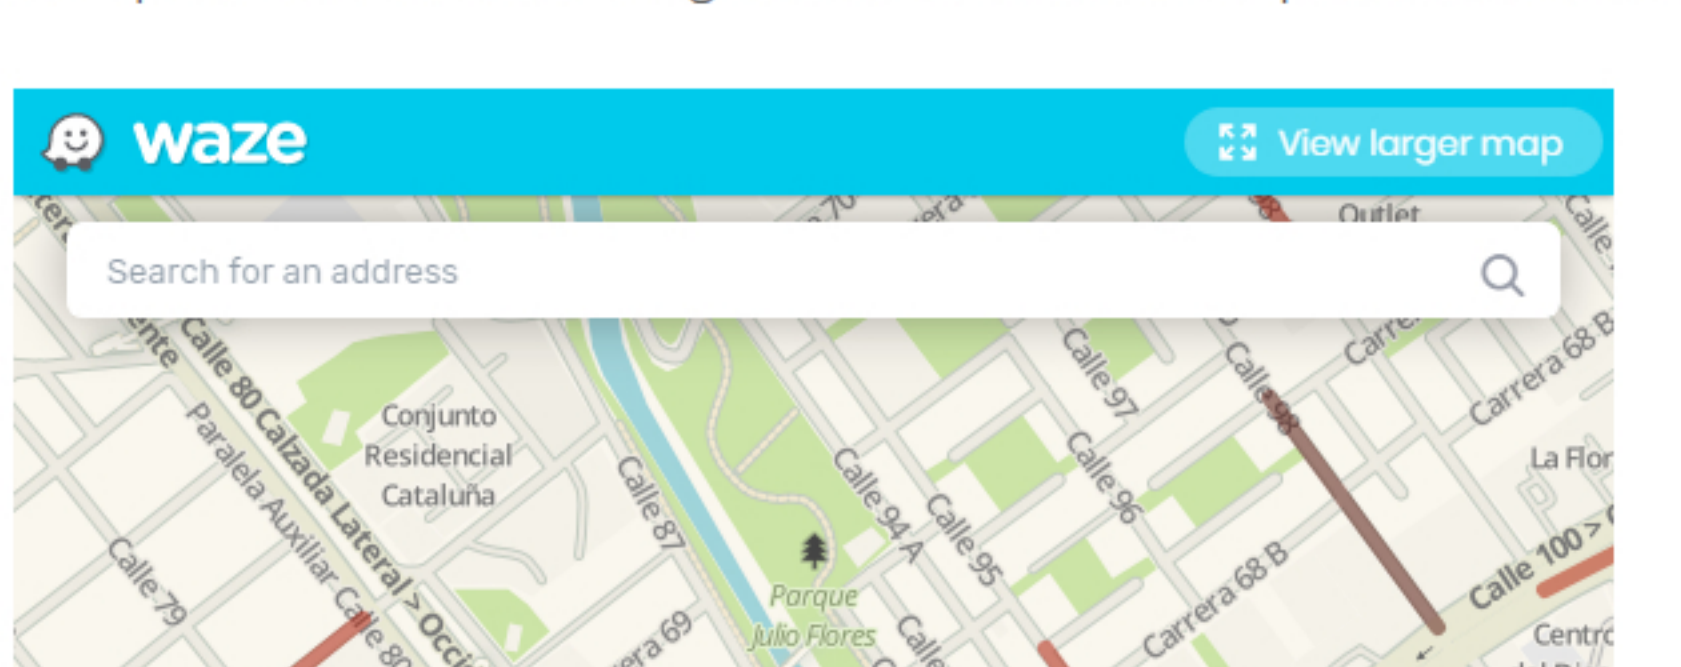 waze
View larger map
Outlet
Search for an address
Calle 80 Calzada Lateral > Occi
Conjunto
Residencial
Cataluña
Paralela Auxiliar Calle 80
Calle 79
Calle 87
Calle 94 A
Calle 95
Calle 96
Calle 97
Calle 98
Carrera 68 B
Carrera 68 B
La Flor
Calle 100 >
Parque
Julio Flores
Centro